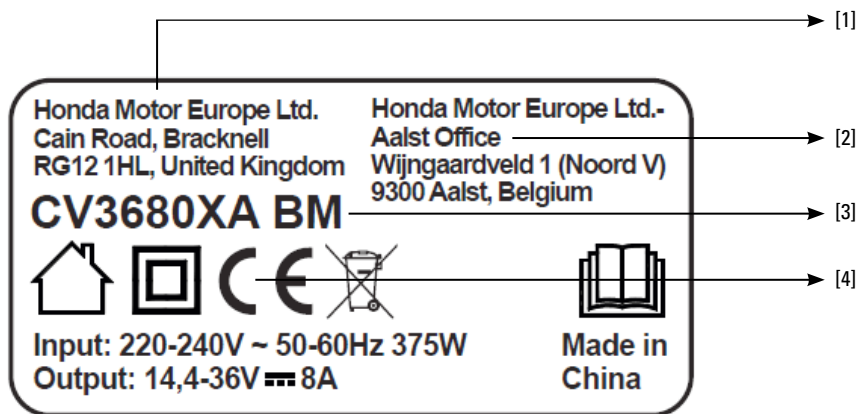 [1]
Honda Motor Europe Ltd.
Cain Road, Bracknell
RG12 1HL, United Kingdom
Honda Motor Europe Ltd.-
Aalst Office
Wijngaardveld 1 (Noord V)
9300 Aalst, Belgium
[2]
CV3680XA BM
[3]
CE
[4]
Input: 220-240V ~ 50-60Hz 375W
Output: 14,4-36V ⎓ 8A
Made in
China